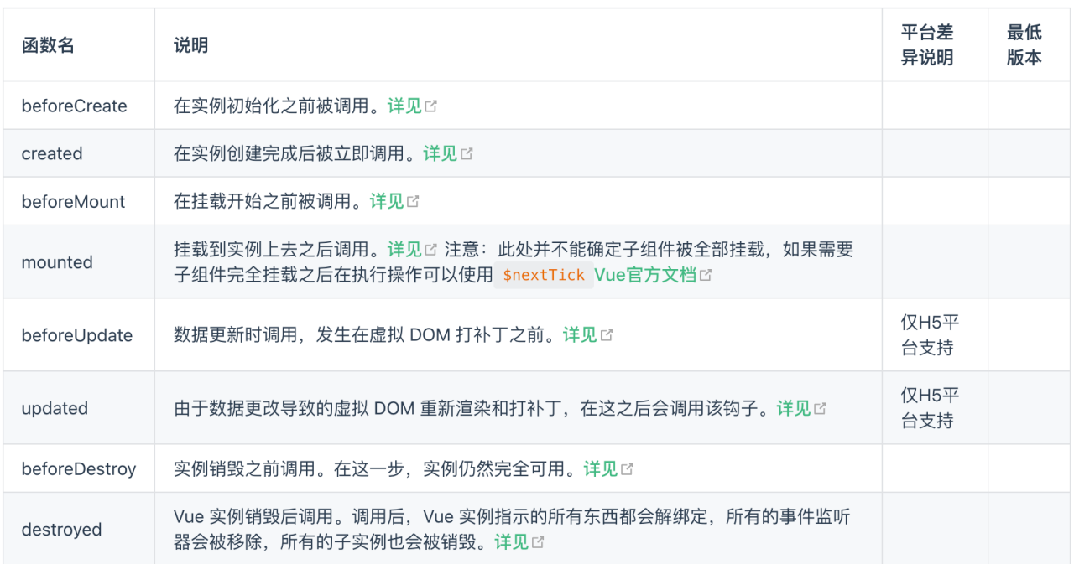 函数名 说明 平台差异说明 最低版本
beforeCreate 在实例初始化之前被调用。详见
created 在实例创建完成后被立即调用。详见
beforeMount 在挂载开始之前被调用。详见
mounted 挂载到实例上去之后调用。详见 注意：此处并不能确定子组件被全部挂载，如果需要
子组件完全挂载之后在执行操作可以使用 $nextTick Vue官方文档
beforeUpdate 数据更新时调用，发生在虚拟 DOM 打补丁之前。详见 仅H5平台支持
updated 由于数据更改导致的虚拟 DOM 重新渲染和打补丁，在这之后会调用该钩子。详见 仅H5平台支持
beforeDestroy 实例销毁之前调用。在这一步，实例仍然完全可用。详见
destroyed Vue 实例销毁后调用。调用后，Vue 实例指示的所有东西都会解绑定，所有的事件监听
器会被移除，所有的子实例也会被销毁。详见